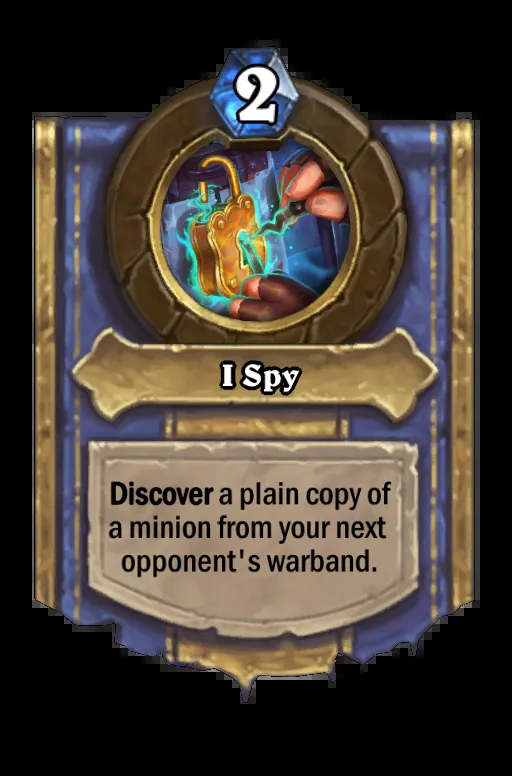 2
I Spy
Discover a plain copy of
a minion from your next
opponent's warband.